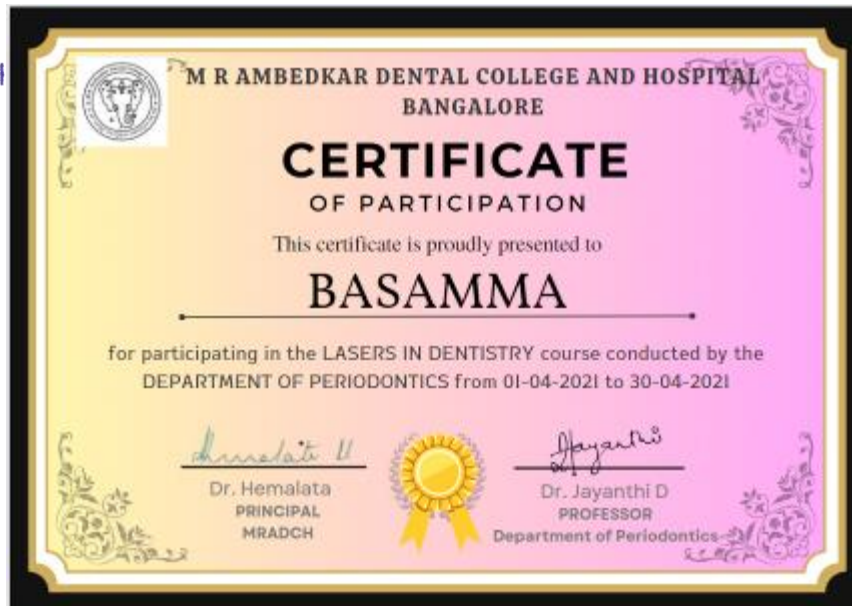 M R AMBEDKAR DENTAL COLLEGE AND HOSPITAL
BANGALORE
CERTIFICATE
OF PARTICIPATION
This certificate is proudly presented to
BASAMMA
for participating in the LASERS IN DENTISTRY course conducted by the
DEPARTMENT OF PERIODONTICS from 01-04-2021 to 30-04-2021
Hemalata
Jayanthi
Dr. Hemalata
PRINCIPAL
MRADCH
Dr. Jayanthi D
PROFESSOR
Department of Periodontics